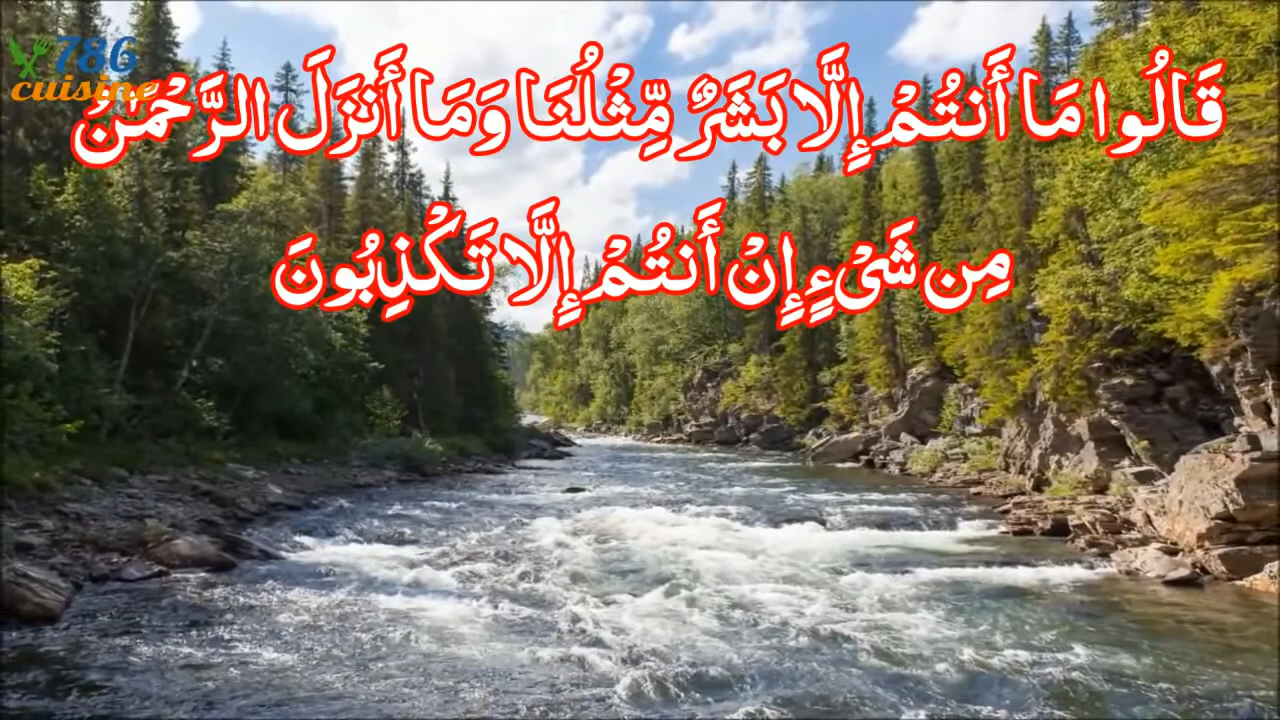 786
cuisine
قَالُوا مَا أَنتُمْ إِلَّا بَشَرٌ مِّثْلُنَا وَمَا أَنزَلَ الرَّحْمَٰنُ
مِن شَيْءٍ إِنْ أَنتُمْ إِلَّا تَكْذِبُونَ